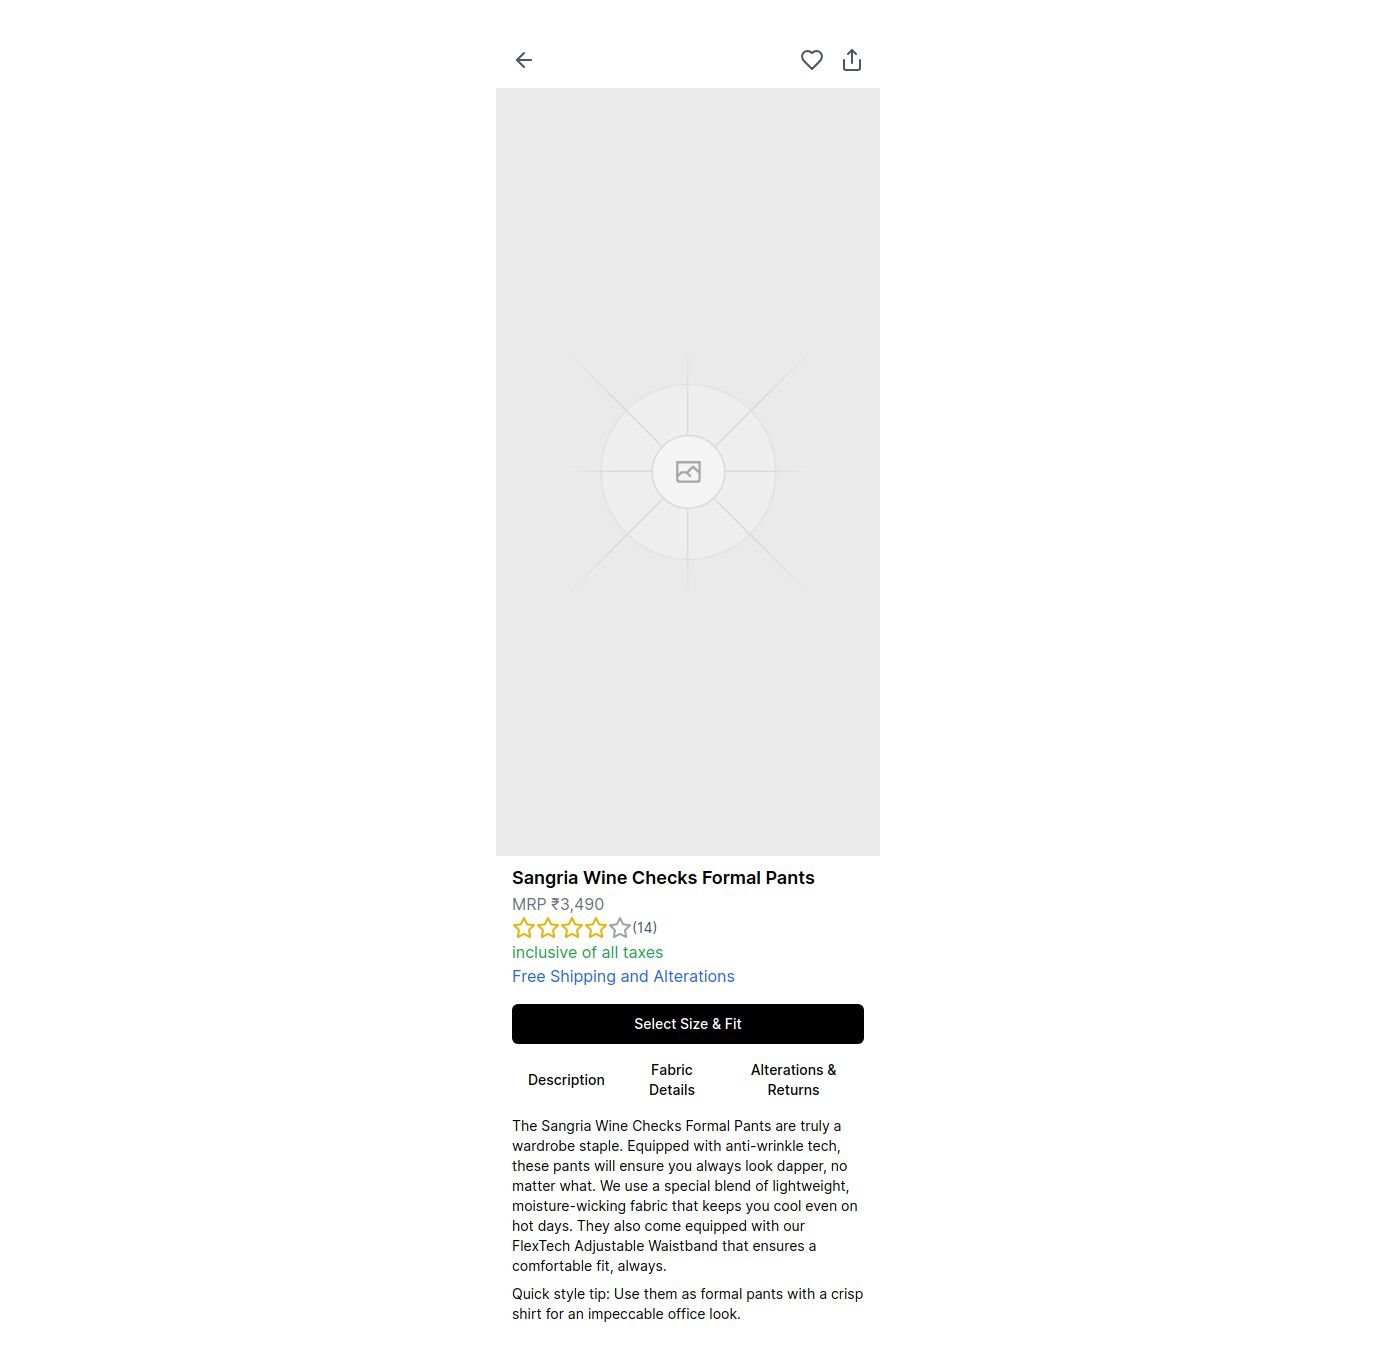 Sangria Wine Checks Formal Pants
MRP ₹3,490
(14)
inclusive of all taxes
Free Shipping and Alterations
Select Size & Fit
Description
Fabric
Details
Alterations &
Returns
The Sangria Wine Checks Formal Pants are truly a
wardrobe staple. Equipped with anti-wrinkle tech,
these pants will ensure you always look dapper, no
matter what. We use a special blend of lightweight,
moisture-wicking fabric that keeps you cool even on
hot days. They also come equipped with our
FlexTech Adjustable Waistband that ensures a
comfortable fit, always.
Quick style tip: Use them as formal pants with a crisp
shirt for an impeccable office look.